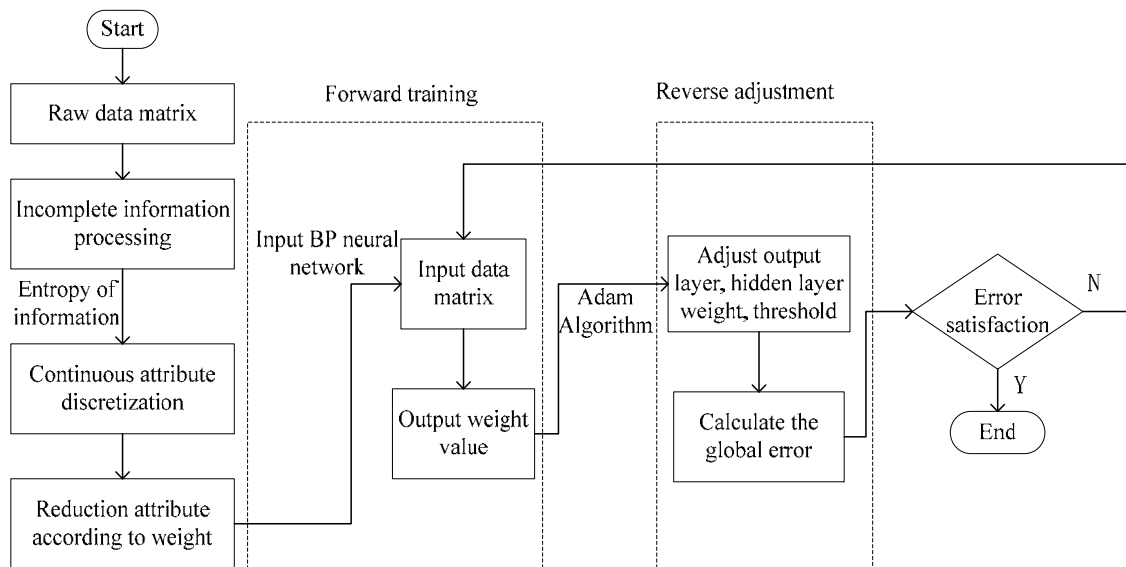 Start
Raw data matrix
Incomplete information
processing
Entropy of
information
Continuous attribute
discretization
Reduction attribute
according to weight
Forward training
Input BP neural
network
Input data
matrix
Output weight
value
Adam
Algorithm
Reverse adjustment
Adjust output
layer, hidden layer
weight, threshold
Calculate the
global error
Error
satisfaction
N
Y
End